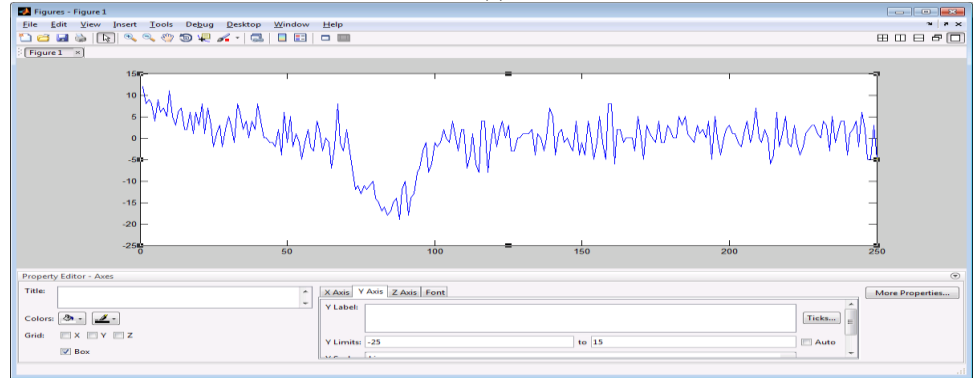 Figures - Figure 1
File Edit View Insert Tools Debug Desktop Window Help
Figure 1
15
10
5
0
-5
-10
-15
-20
-25
0 50 100 150 200 250
Property Editor - Axes
Title:
X Axis Y Axis Z Axis Font
More Properties...
Y Label:
Colors:
Ticks...
Grid: X Y Z
Y Limits: -25 to 15 Auto
Box